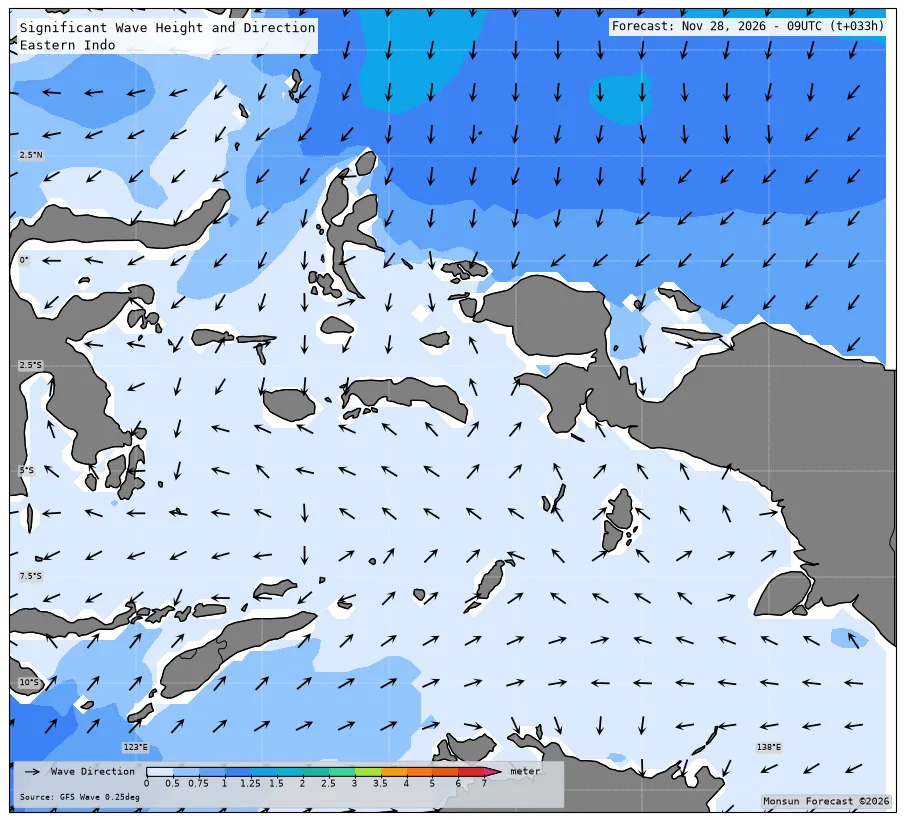 Significant Wave Height and Direction
Eastern Indo
Forecast: Nov 28, 2026 - 09UTC (t+033h)
2.5°N
0°
2.5°S
5°S
7.5°S
10°S
123°E
138°E
Wave Direction
meter
0 0.5 0.75 1 1.25 1.5 2 2.5 3 3.5 4 5 6 7
Source: GFS Wave 0.25deg
Monsun Forecast ©2026